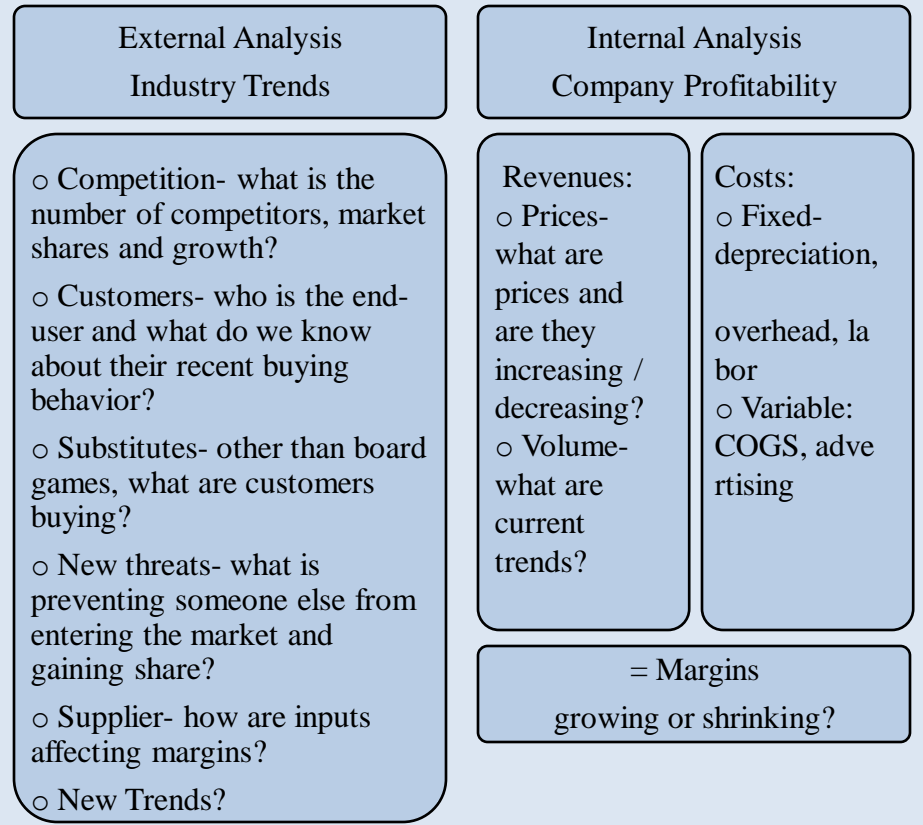 External Analysis
Industry Trends
○ Competition- what is the
number of competitors, market
shares and growth?
○ Customers- who is the end-
user and what do we know
about their recent buying
behavior?
○ Substitutes- other than board
games, what are customers
buying?
○ New threats- what is
preventing someone else from
entering the market and
gaining share?
○ Supplier- how are inputs
affecting margins?
○ New Trends?
Internal Analysis
Company Profitability
Revenues:
○ Prices-
what are
prices and
are they
increasing /
decreasing?
○ Volume-
what are
current
trends?
Costs:
○ Fixed-
depreciation,
overhead, la
bor
○ Variable:
COGS, adve
rtising
= Margins
growing or shrinking?